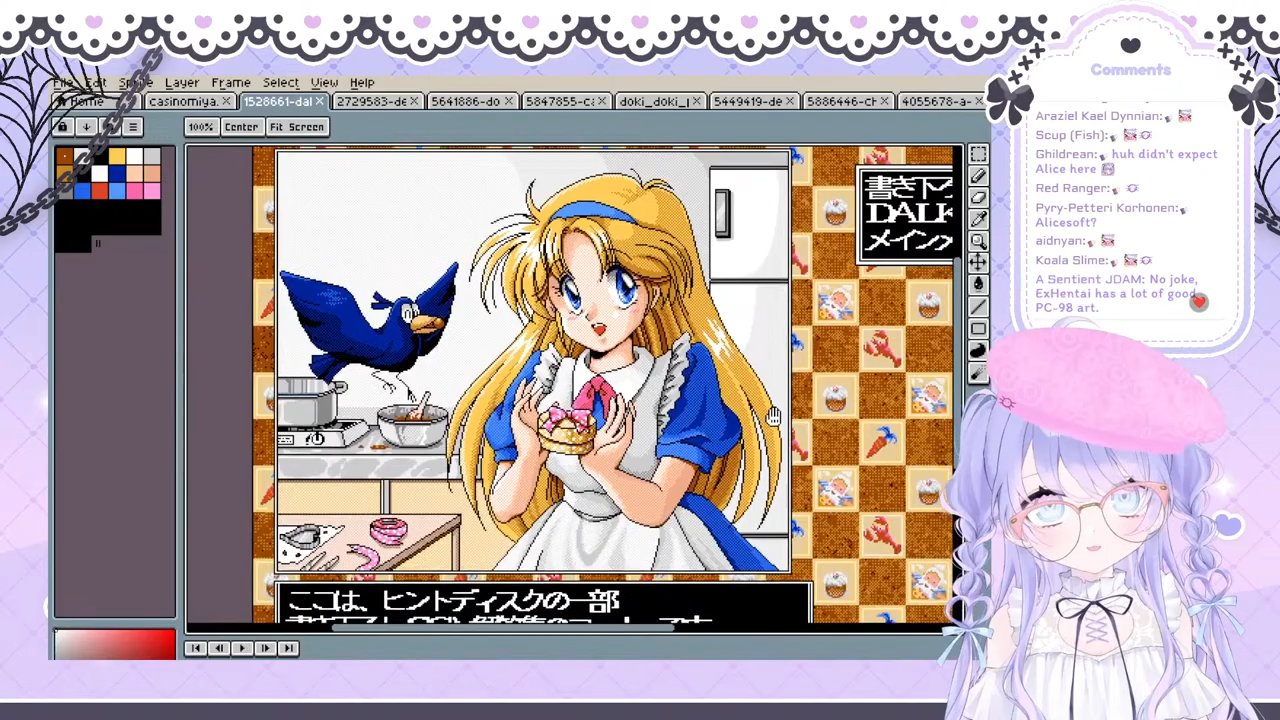 File Edit Sprite Layer Frame Select View Help
Home casinomiya. 1528661-dal 2729583-de 5641886-do 5847855-ca doki_doki_ 5449419-de 5886446-ch 4055678-a-
100% Center Fit Screen
書き下ろ
DALK
メイング
ここは、ヒントディスクの一部
Comments
Araziel Kael Dynnian:
Scup (Fish):
Ghildrean: huh didn't expect
Alice here
Red Ranger:
Pyry-Petteri Korhonen:
Alicesoft?
aidnyan:
Koala Slime:
A Sentient JDAM: No joke,
ExHentai has a lot of good
PC-98 art.